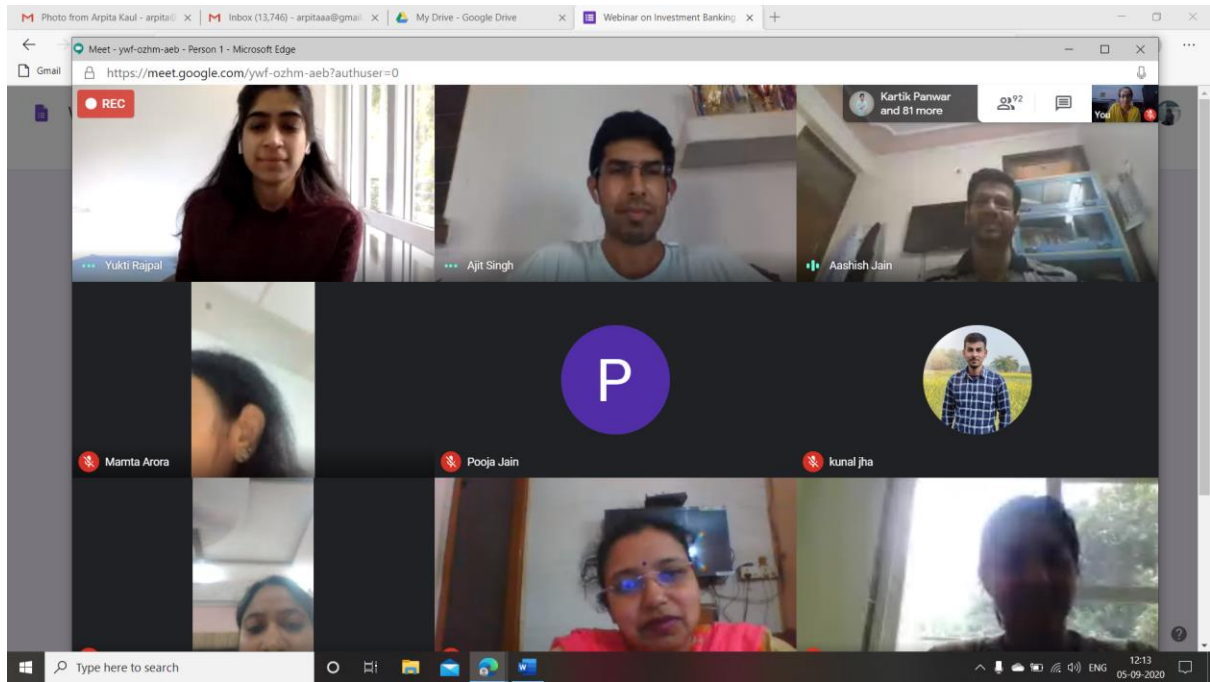 Photo from Arpita Kaul - arpita
Inbox (13,746) - arpitaaa@gmail.
My Drive - Google Drive
Webinar on Investment Banking
Meet - ywf-ozhm-aeb - Person 1 - Microsoft Edge
Gmail
https://meet.google.com/ywf-ozhm-aeb?authuser=0
REC
Kartik Panwar
and 81 more
92
You
Yukti Rajpal
Ajit Singh
Aashish Jain
P
Mamta Arora
Pooja Jain
kunal jha
Type here to search
ENG
12:13
05-09-2020